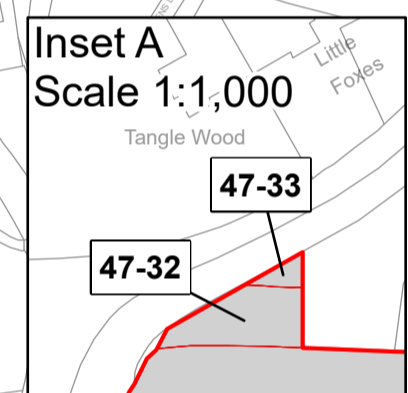 Inset A
Scale 1:1,000
Little
Foxes
Tangle Wood
47-33
47-32